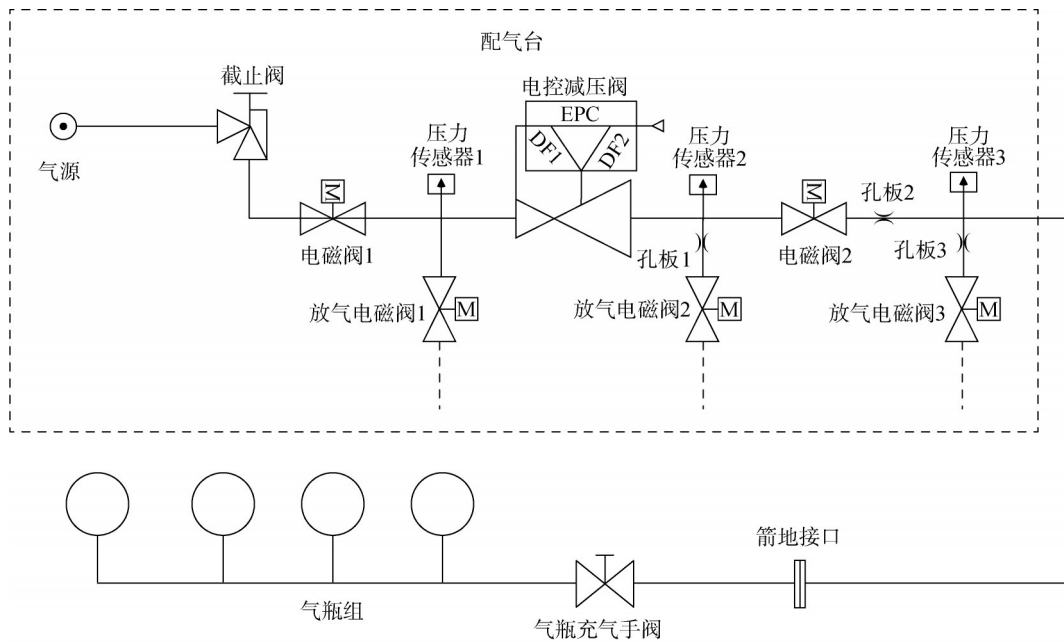 配气台
截止阀
电控减压阀
EPC
DF1
DF2
气源
压力
传感器1
压力
传感器2
压力
传感器3
M
M
孔板2
电磁阀1
孔板1
电磁阀2
孔板3
放气电磁阀1
M
放气电磁阀2
M
放气电磁阀3
M
箭地接口
气瓶组
气瓶充气手阀